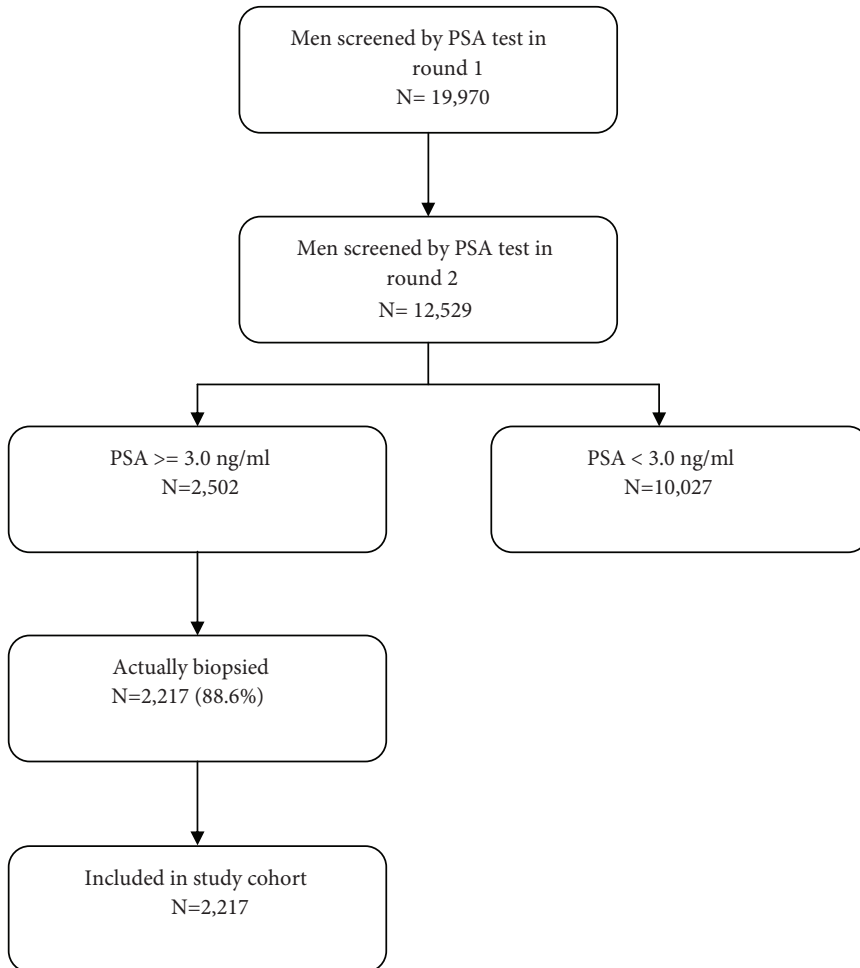 Men screened by PSA test in
round 1
N= 19,970
Men screened by PSA test in
round 2
N= 12,529
PSA >= 3.0 ng/ml
N=2,502
PSA < 3.0 ng/ml
N=10,027
Actually biopsied
N=2,217 (88.6%)
Included in study cohort
N=2,217